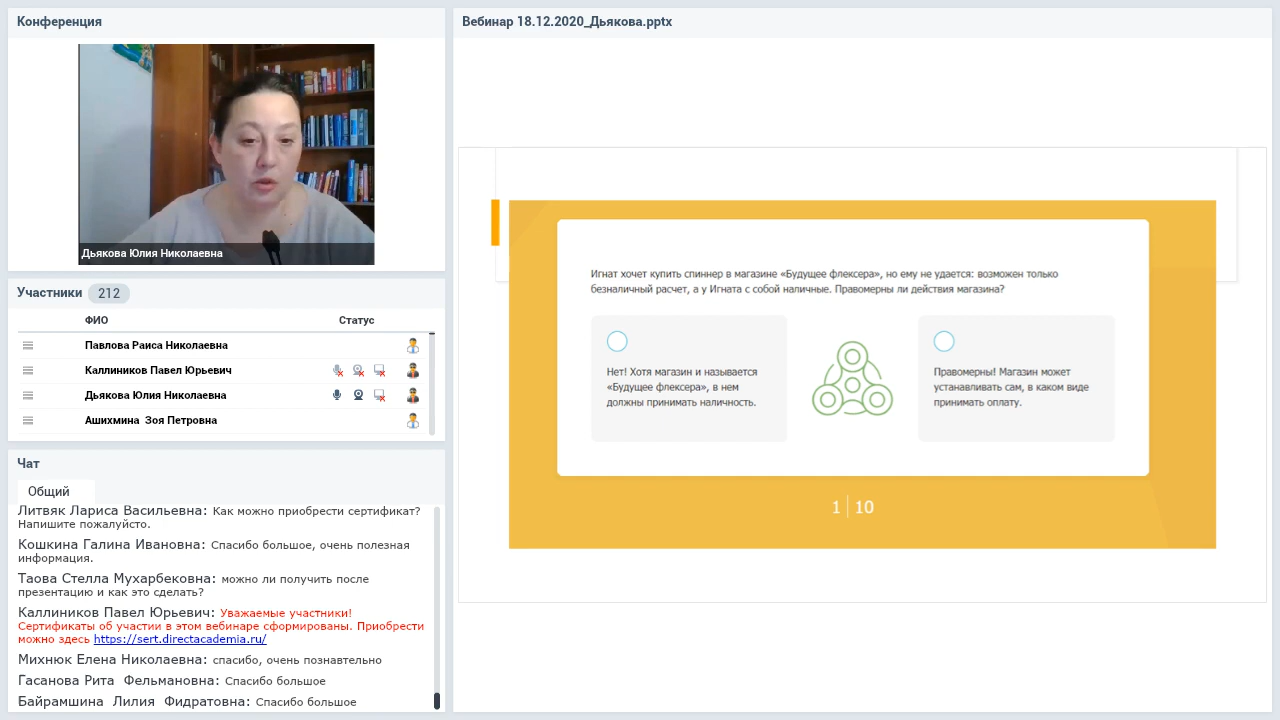 Конференция
Дьякова Юлия Николаевна
Участники 212
ФИО Статус
Павлова Раиса Николаевна
Каллиников Павел Юрьевич
Дьякова Юлия Николаевна
Ашихмина Зоя Петровна
Чат
Общий
Литвяк Лариса Васильевна: Как можно приобрести сертификат?
Напишите пожалуйсто.
Кошкина Галина Ивановна: Спасибо большое, очень полезная
информация.
Таова Стелла Мухарбековна: можно ли получить после
презентацию и как это сделать?
Каллиников Павел Юрьевич: Уважаемые участники!
Сертификаты об участии в этом вебинаре сформированы. Приобрести
можно здесь https://sert.directacademia.ru/
Михнюк Елена Николаевна: спасибо, очень познавтельно
Гасанова Рита Фельмановна: Спасибо большое
Байрамшина Лилия Фидратовна: Спасибо большое
Вебинар 18.12.2020_Дьякова.pptx
Игнат хочет купить спиннер в магазине «Будущее флексера», но ему не удается: возможен только
безналичный расчет, а у Игната с собой наличные. Правомерны ли действия магазина?
Нет! Хотя магазин и называется
«Будущее флексера», в нем
должны принимать наличность.
Правомерны! Магазин может
устанавливать сам, в каком виде
принимать оплату.
1 10